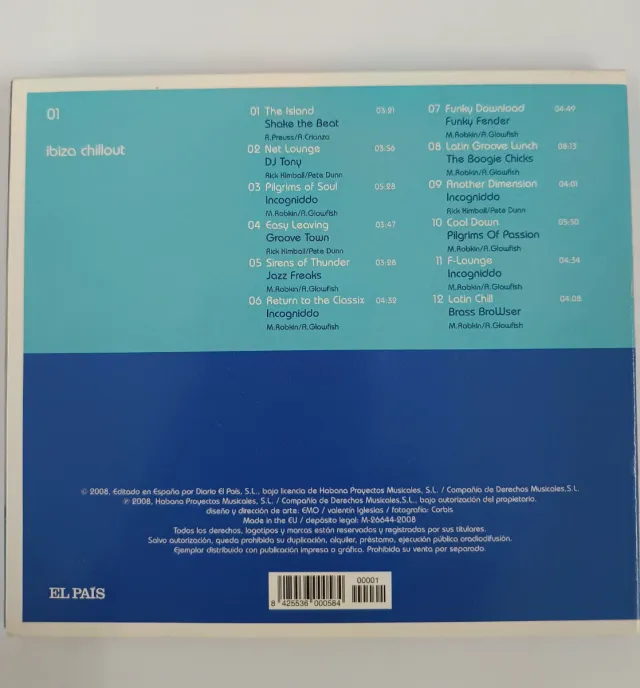 01
ibiza chillout
01 The Island 03:21
Shake the Beat
A.Preuss/A.Crianza
02 Net Lounge 03:56
DJ Tony
Rick Kimball/Pete Dunn
03 Pilgrims of Soul 05:28
Incogniddo
M.Robkin/A.Glowfish
04 Easy Leaving 03:47
Groove Town
Rick Kimball/Pete Dunn
05 Sirens of Thunder 03:28
Jazz Freaks
M.Robkin/A.Glowfish
06 Return to the Classix 04:32
Incogniddo
M.Robkin/A.Glowfish
07 Funky Download 04:49
Funky Fender
M.Robkin/A.Glowfish
08 Latin Groove Lunch 08:13
The Boogie Chicks
M.Robkin/A.Glowfish
09 Another Dimension 04:01
Incogniddo
Rick Kimball/Pete Dunn
10 Cool Down 05:50
Pilgrims Of Passion
M.Robkin/A.Glowfish
11 F-Lounge 04:34
Incogniddo
M.Robkin/A.Glowfish
12 Latin Chill 04:08
Brass BroWser
M.Robkin/A.Glowfish
© 2008, Editado en España por Diario El País, S.L., bajo licencia de Habana Proyectos Musicales, S.L. / Compañía de Derechos Musicales,S.L.
℗ 2008, Habana Proyectos Musicales, S.L. / Compañía de Derechos Musicales, S.L., bajo autorización del propietario.
diseño y dirección de arte: EMO / valentín Iglesias / fotografía: Corbis
Made in the EU / depósito legal: M-26644-2008
Todos los derechos, logotipos y marcas están reservados y registrados por sus titulares.
Salvo autorización, queda prohibida su duplicación, alquiler, préstamo, ejecución pública oradiodifusión.
Ejemplar distribuido con publicación impresa o gráfica. Prohibida su venta por separado.
EL PAÍS
00001
8 425536 000584